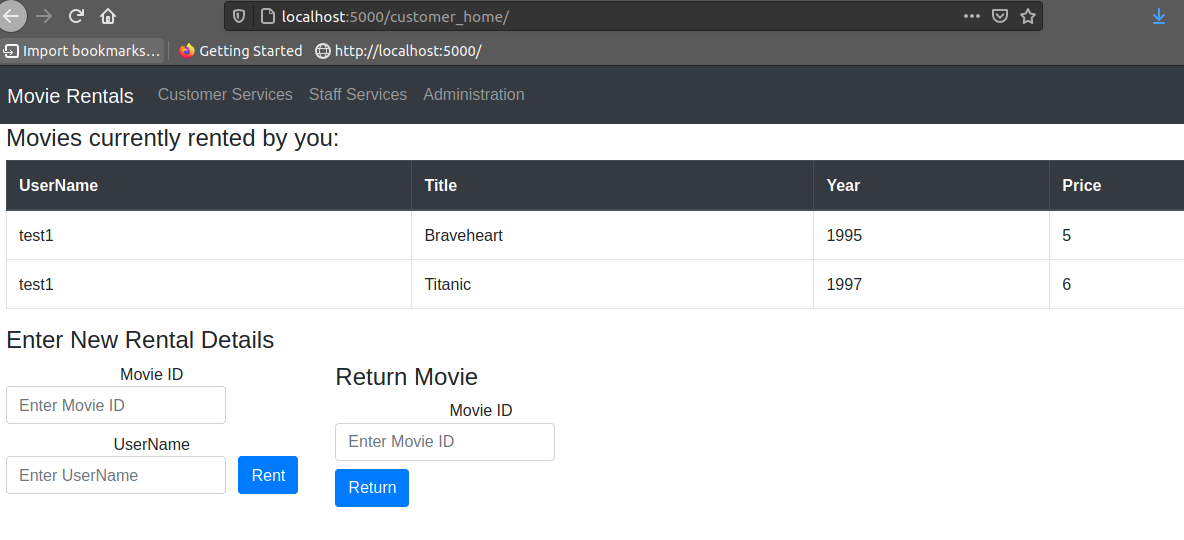 localhost:5000/customer_home/
Import bookmarks… Getting Started http://localhost:5000/
Movie Rentals Customer Services Staff Services Administration
Movies currently rented by you:
UserName Title Year Price
test1 Braveheart 1995 5
test1 Titanic 1997 6
Enter New Rental Details
Movie ID
Enter Movie ID
UserName
Enter UserName Rent
Return Movie
Movie ID
Enter Movie ID
Return